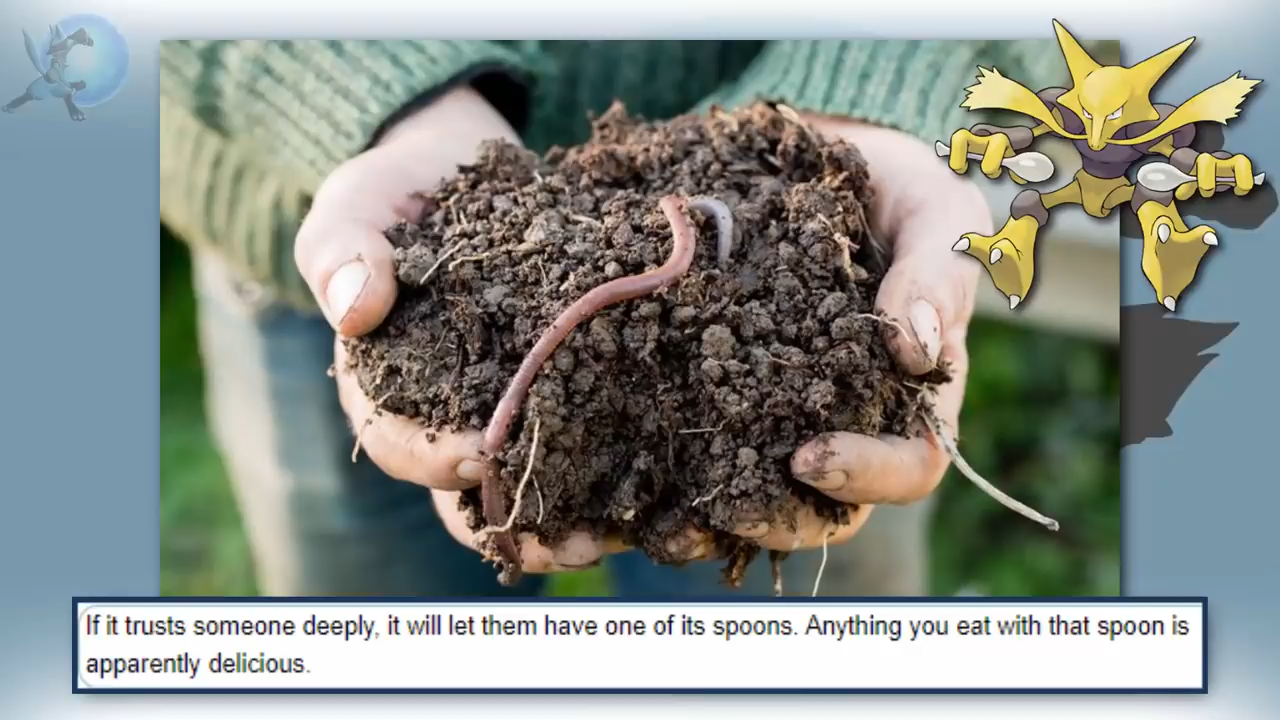 If it trusts someone deeply, it will let them have one of its spoons. Anything you eat with that spoon is
apparently delicious.